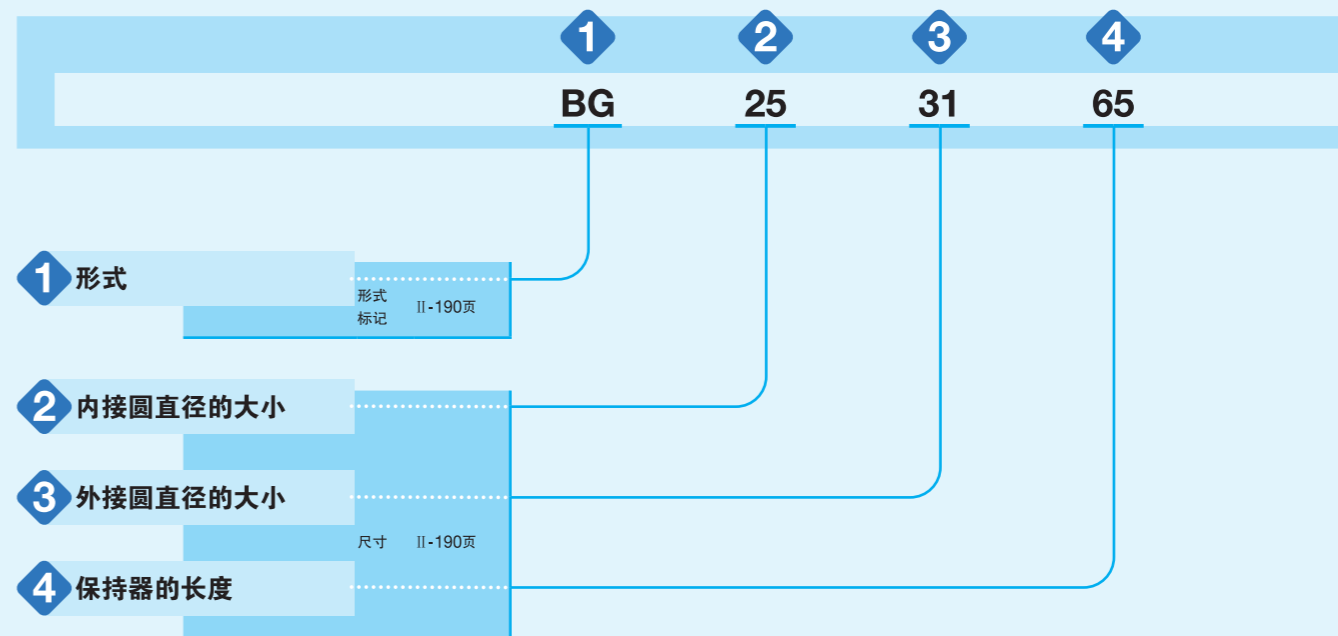 1 2 3 4
BG 25 31 65
1 形式
形式 标记 II-190页
2 内接圆直径的大小
3 外接圆直径的大小
尺寸 II-190页
4 保持器的长度